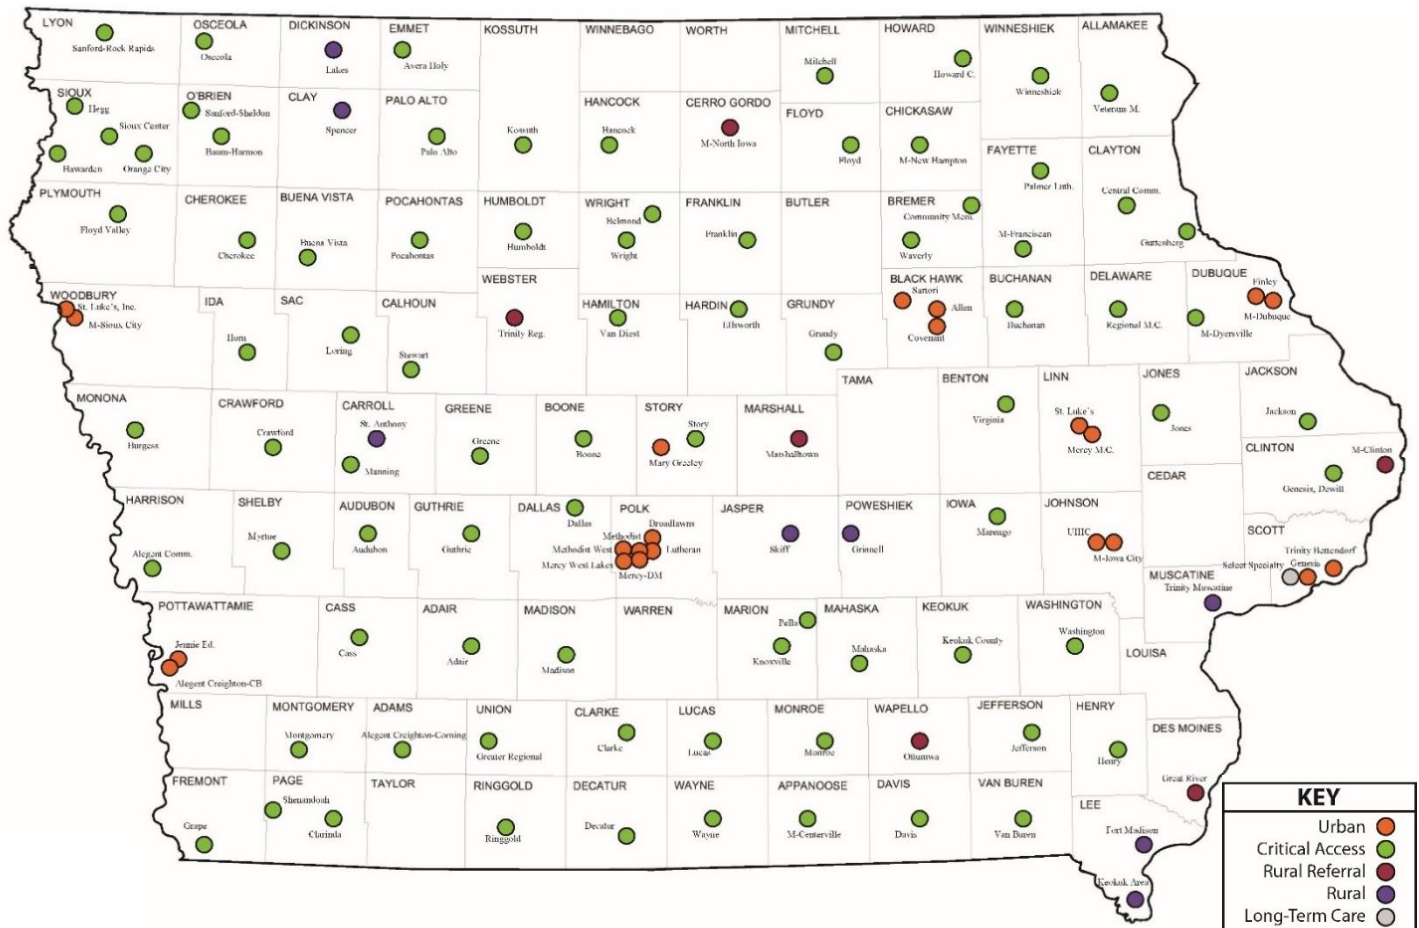 LYON
OSCEOLA
DICKINSON
EMMET
KOSSUTH
WINNEBAGO
WORTH
MITCHELL
HOWARD
WINNESHIEK
ALLAMAKEE
Sanford-Rock Rapids
Osceola
Lakes
Avera Holy
Mitchell
Howard C.
Winneshiek
Veterans M.
SIOUX
Hegg
Sioux Center
Hawarden
Orange City
O'BRIEN
Sanford-Sheldon
Baum-Harmon
CLAY
Spencer
PALO ALTO
Palo Alto
Kossuth
HANCOCK
Hancock
CERRO GORDO
M-North Iowa
FLOYD
Floyd
CHICKASAW
M-New Hampton
FAYETTE
Palmer Luth.
M-Franciscan
CLAYTON
Central Comm.
Guttenberg
PLYMOUTH
Floyd Valley
CHEROKEE
Cherokee
BUENA VISTA
Buena Vista
POCAHONTAS
Pocahontas
HUMBOLDT
Humboldt
WRIGHT
Belmond
Wright
FRANKLIN
Franklin
BUTLER
BREMER
Community Mem.
Waverly
WOODBURY
St. Luke's, Inc.
M-Sioux City
IDA
Horn
SAC
Loring
CALHOUN
Stewart
WEBSTER
Trinity Reg.
HAMILTON
Van Diest
HARDIN
Ellsworth
GRUNDY
Grundy
BLACK HAWK
Sartori
Allen
Covenant
BUCHANAN
Buchanan
DELAWARE
Regional M.C.
DUBUQUE
Finley
M-Dubuque
M-Dyersville
MONONA
Burgess
CRAWFORD
Crawford
CARROLL
St. Anthony
Manning
GREENE
Greene
BOONE
Boone
STORY
Story
Mary Greeley
MARSHALL
Marshalltown
TAMA
BENTON
Virginia
LINN
St. Luke's
Mercy M.C.
JONES
Jones
JACKSON
Jackson
CLINTON
M-Clinton
Genesis, Dewitt
CEDAR
HARRISON
Alegent Comm.
SHELBY
Myrtue
AUDUBON
Audubon
GUTHRIE
Guthrie
DALLAS
Dallas
POLK
Broadlawns
Methodist
Methodist West
Lutheran
Mercy West Lakes
Mercy-DM
JASPER
Skiff
POWESHIEK
Grinnell
IOWA
Marengo
JOHNSON
UIHC
M-Iowa City
SCOTT
Trinity Bettendorf
Genesis
Select Specialty
MUSCATINE
Trinity Muscatine
POTTAWATTAMIE
Jennie Ed.
Alegent Creighton-CB
CASS
Cass
ADAIR
Adair
MADISON
Madison
WARREN
MARION
Pella
Knoxville
MAHASKA
Mahaska
KEOKUK
Keokuk County
WASHINGTON
Washington
LOUISA
MILLS
MONTGOMERY
Montgomery
ADAMS
Alegent Creighton-Corning
UNION
Greater Regional
CLARKE
Clarke
LUCAS
Lucas
MONROE
Monroe
WAPELLO
Ottumwa
JEFFERSON
Jefferson
HENRY
Henry
DES MOINES
Great River
FREMONT
Grape
PAGE
Shenandoah
Clarinda
TAYLOR
RINGGOLD
Ringgold
DECATUR
Decatur
WAYNE
Wayne
APPANOOSE
M-Centerville
DAVIS
Davis
VAN BUREN
Van Buren
LEE
Fort Madison
Keokuk Area
KEY
Urban
Critical Access
Rural Referral
Rural
Long-Term Care